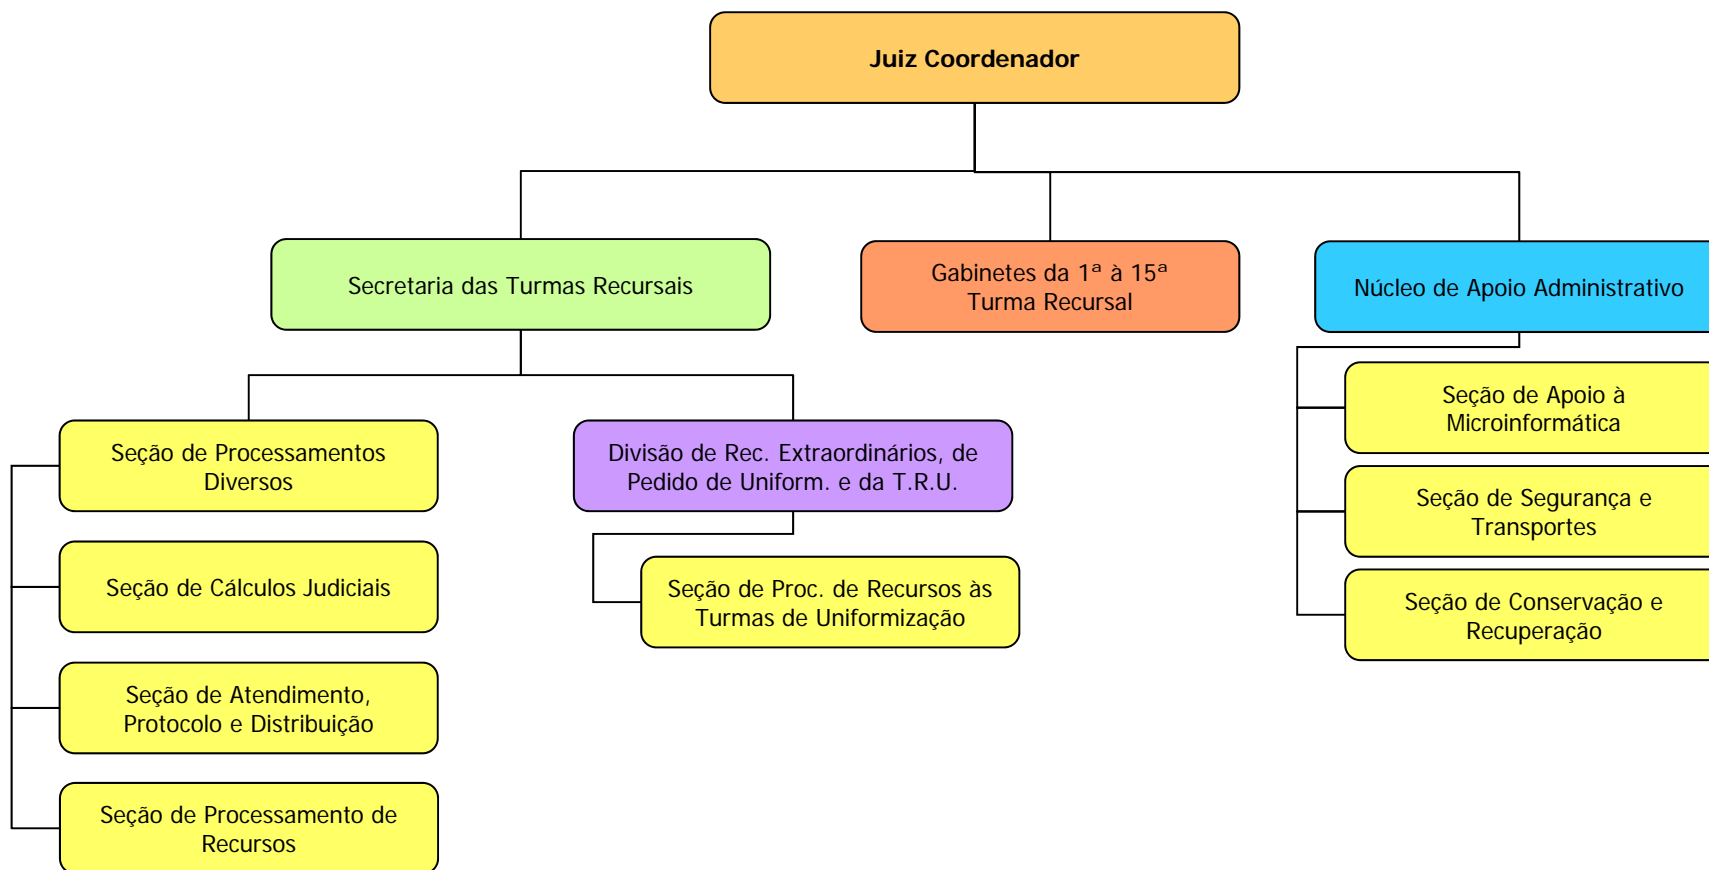 Juiz Coordenador
Secretaria das Turmas Recursais
Gabinetes da 1ª à 15ª
Turma Recursal
Núcleo de Apoio Administrativo
Seção de Processamentos
Diversos
Seção de Cálculos Judiciais
Seção de Atendimento,
Protocolo e Distribuição
Seção de Processamento de
Recursos
Divisão de Rec. Extraordinários, de
Pedido de Uniform. e da T.R.U.
Seção de Proc. de Recursos às
Turmas de Uniformização
Seção de Apoio à
Microinformática
Seção de Segurança e
Transportes
Seção de Conservação e
Recuperação